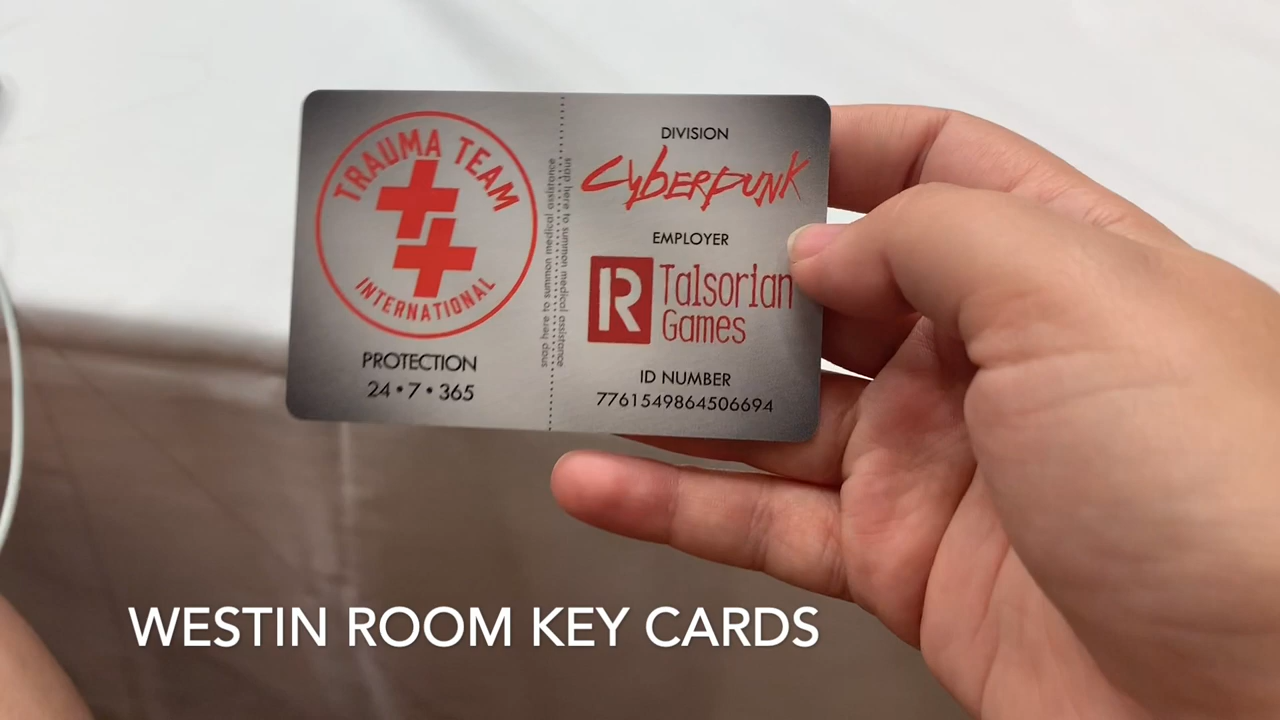 TRAUMA TEAM
INTERNATIONAL
PROTECTION
24•7•365
snap here to summon medical assistance
snap here to summon medical assistance
DIVISION
CYBERPUNK
EMPLOYER
R Talsorian
Games
ID NUMBER
7761549864506694
WESTIN ROOM KEY CARDS